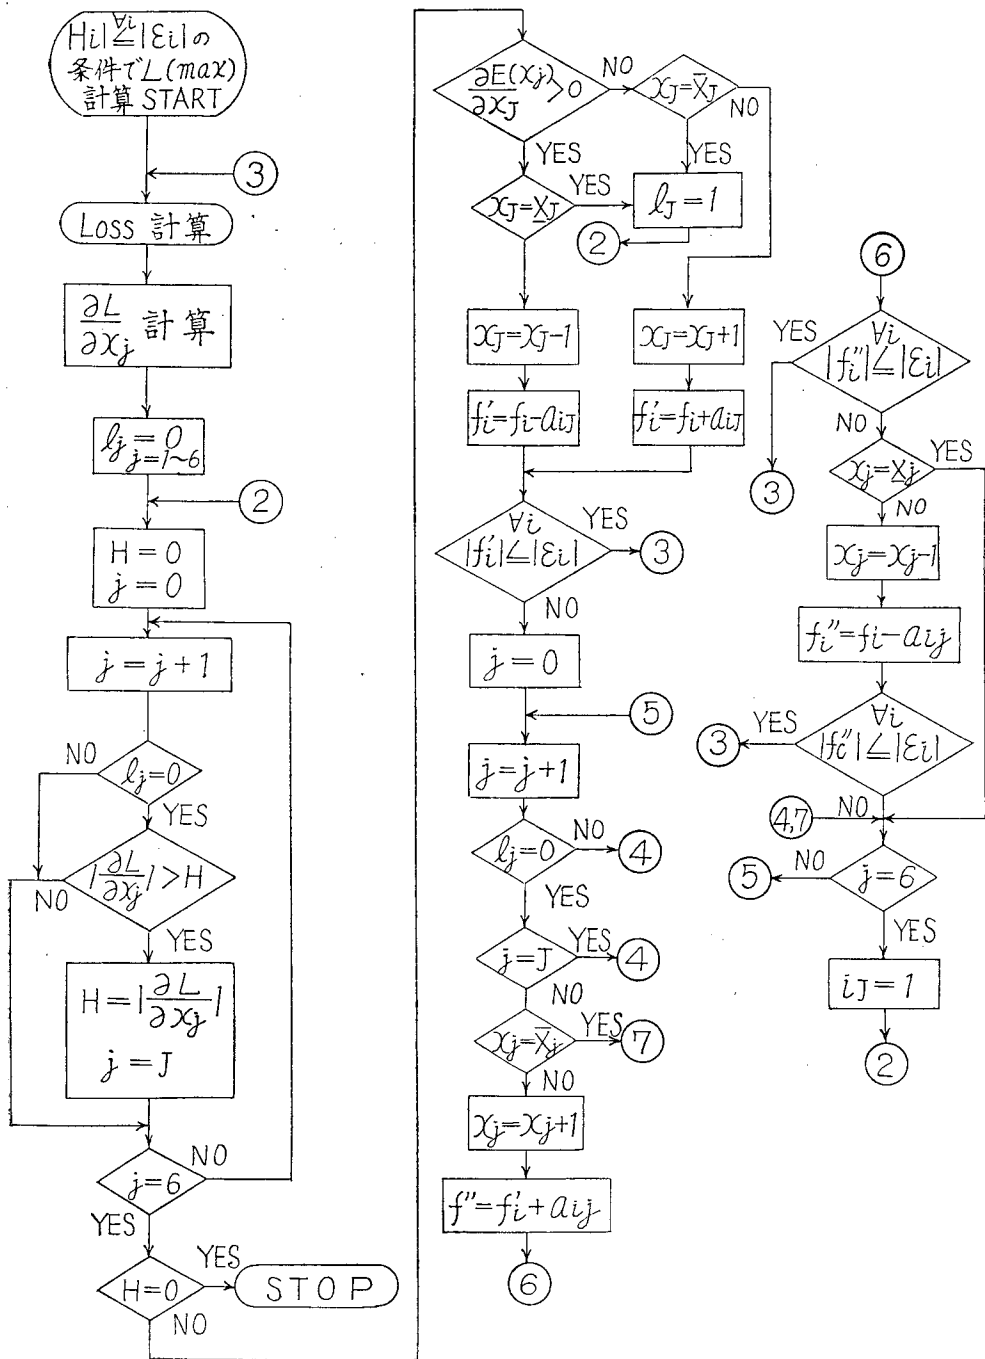 Hi|≦|εi|の
∀i
条件でL(max)
計算 START
③
Loss 計算
∂L/∂xj 計算
lj=0
j=1~6
②
H=0
j=0
j=j+1
NO
lj=0
YES
|∂L/∂xj|>H
NO
YES
H=|∂L/∂xj|
j=J
NO
j=6
YES
YES
H=0
STOP
NO
∂E(xj)/∂xJ>0
NO
xJ=X̄J
NO
YES
YES
xJ=X̲J
YES
lJ=1
②
xJ=xJ-1
xJ=xJ+1
fi'=fi-aiJ
fi'=fi+aiJ
∀i
|fi'|≦|εi|
YES
③
NO
j=0
⑤
j=j+1
lj=0
NO
④
YES
j=J
YES
④
NO
xj=X̄j
YES
⑦
NO
xj=xj+1
f''=fi'+aij
⑥
⑥
YES
∀i
|fi''|≦|εi|
③
NO
xj=X̲j
YES
NO
xj=xj-1
fi''=fi-aij
∀i
|fi''|≦|εi|
YES
③
NO
4,7
j=6
NO
⑤
YES
iJ=1
②